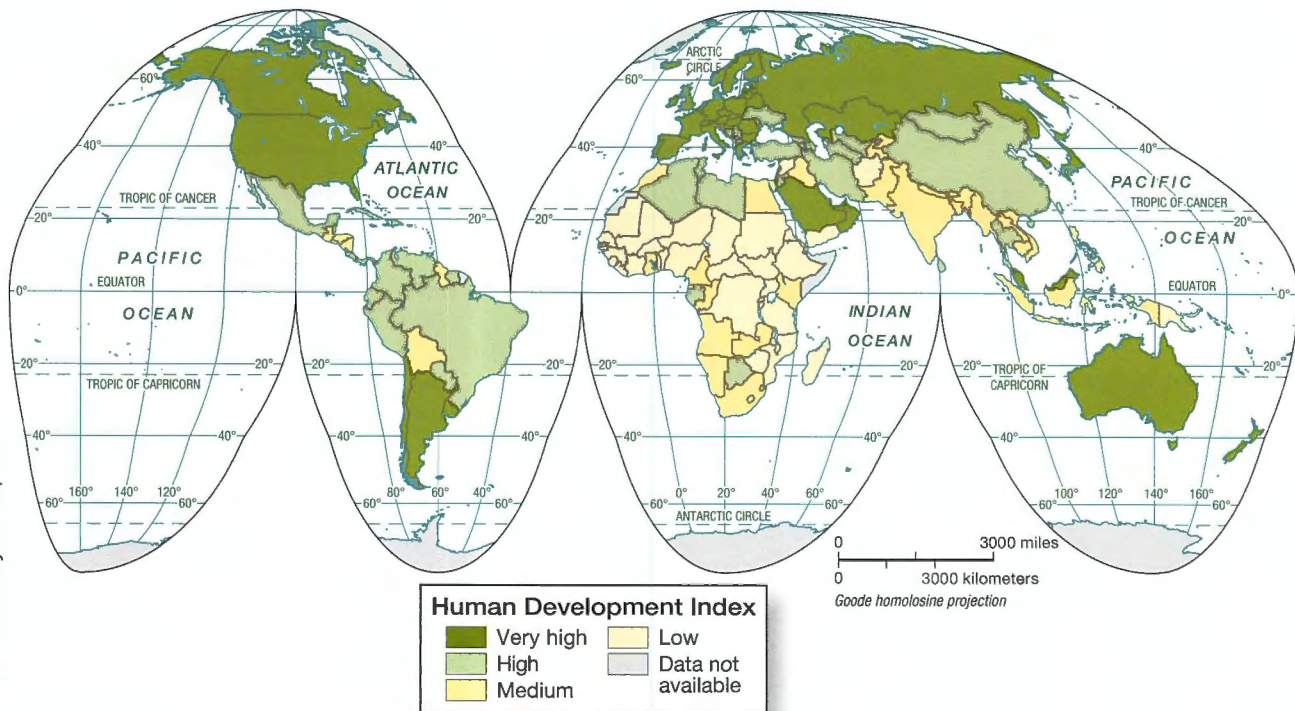 ARCTIC
CIRCLE
60°
60°
60°
40°
40°
40°
40°
ATLANTIC
OCEAN
PACIFIC
TROPIC OF CANCER
TROPIC OF CANCER
20°
20°
20°
OCEAN
PACIFIC
EQUATOR
EQUATOR
0°
0°
0°
0°
OCEAN
INDIAN
OCEAN
20°
20°
20°
20°
20°
TROPIC OF CAPRICORN
TROPIC OF
CAPRICORN
40°
40°
40°
40°
40°
40°
160° 140° 120°
80° 60° 40°
0° 20° 40° 60° 80°
100° 120° 140° 160°
60°
60°
60°
60°
60°
60°
ANTARCTIC CIRCLE
0 3000 miles
0 3000 kilometers
Goode homolosine projection
Human Development Index
Very high
High
Medium
Low
Data not
available